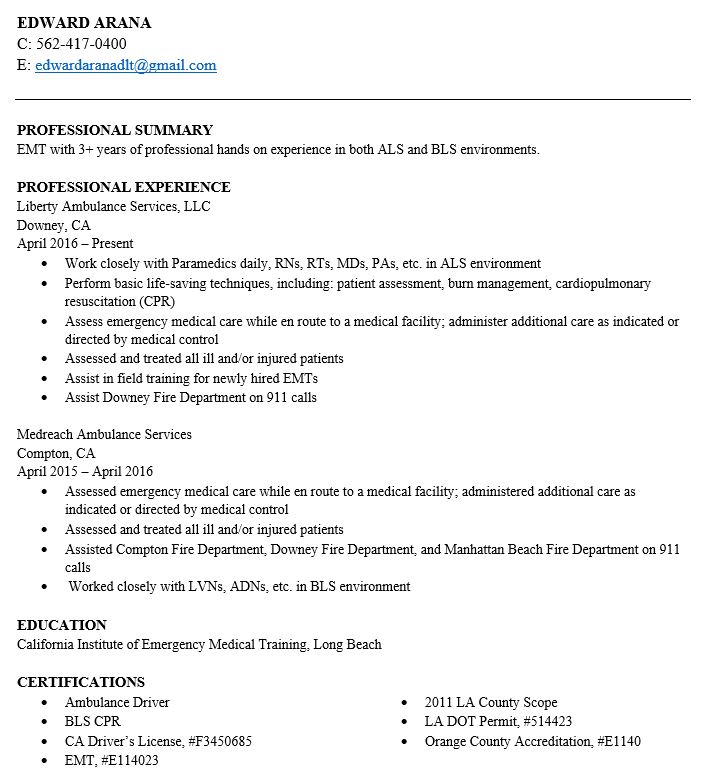 EDWARD ARANA
C: 562-417-0400
E: edwardaranadlt@gmail.com
PROFESSIONAL SUMMARY
EMT with 3+ years of professional hands on experience in both ALS and BLS environments.
PROFESSIONAL EXPERIENCE
Liberty Ambulance Services, LLC
Downey, CA
April 2016 – Present
• Work closely with Paramedics daily, RNs, RTs, MDs, PAs, etc. in ALS environment
• Perform basic life-saving techniques, including: patient assessment, burn management, cardiopulmonary
resuscitation (CPR)
• Assess emergency medical care while en route to a medical facility; administer additional care as indicated or
directed by medical control
• Assessed and treated all ill and/or injured patients
• Assist in field training for newly hired EMTs
• Assist Downey Fire Department on 911 calls
Medreach Ambulance Services
Compton, CA
April 2015 – April 2016
• Assessed emergency medical care while en route to a medical facility; administered additional care as
indicated or directed by medical control
• Assessed and treated all ill and/or injured patients
• Assisted Compton Fire Department, Downey Fire Department, and Manhattan Beach Fire Department on 911
calls
• Worked closely with LVNs, ADNs, etc. in BLS environment
EDUCATION
California Institute of Emergency Medical Training, Long Beach
CERTIFICATIONS
• Ambulance Driver
• BLS CPR
• CA Driver's License, #F3450685
• EMT, #E114023
• 2011 LA County Scope
• LA DOT Permit, #514423
• Orange County Accreditation, #E1140